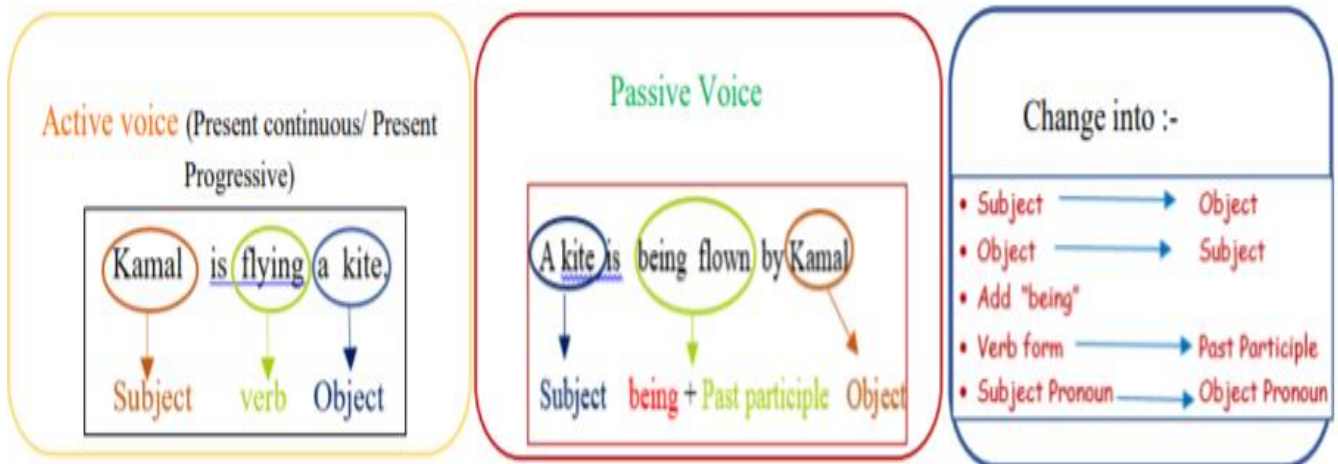 Active voice (Present continuous/ Present
Progressive)
Kamal is flying a kite.
Subject verb Object
Passive Voice
A kite is being flown by Kamal
Subject being + Past participle Object
Change into :-
• Subject Object
• Object Subject
• Add "being"
• Verb form Past Participle
• Subject Pronoun Object Pronoun